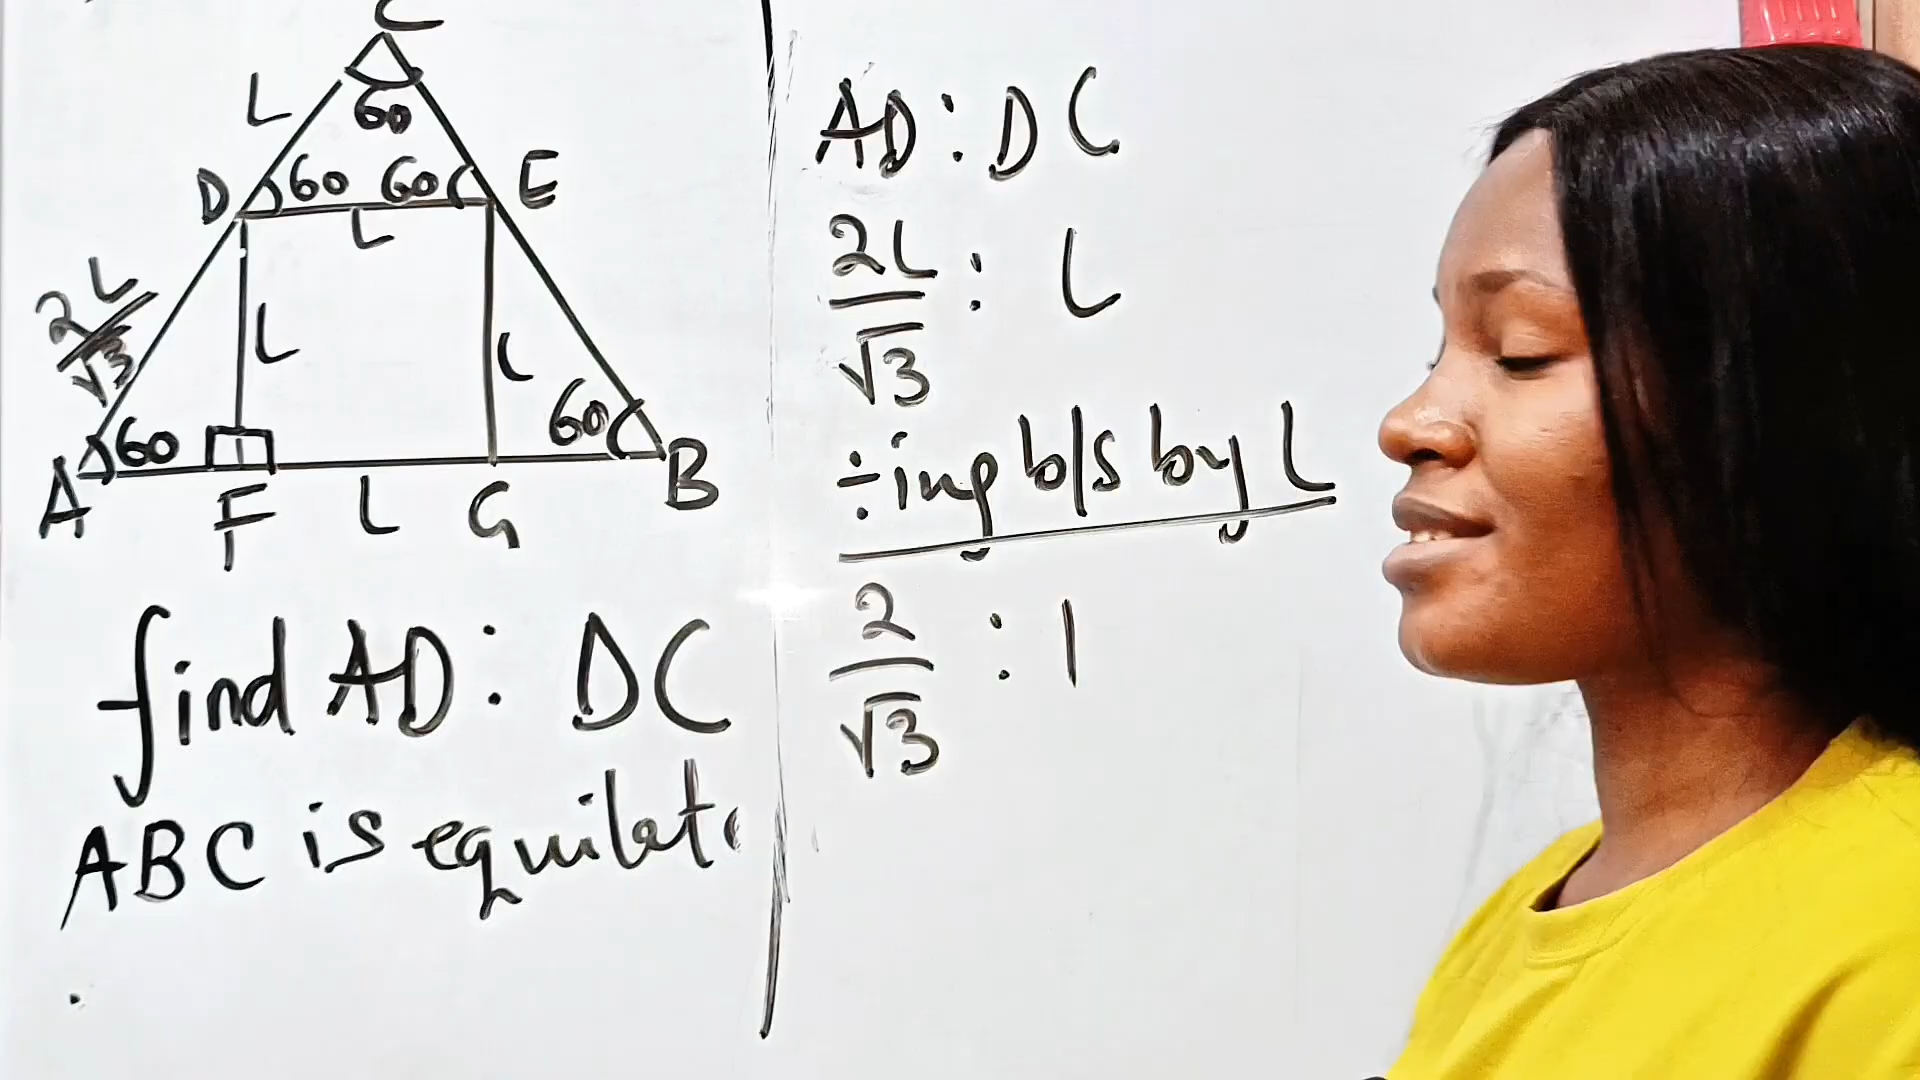 C
L
60
D 60 60 E
L
2L/√3
L L
60 60
A F L G B
find AD : DC
ABC is equilate
AD : DC
2L/√3 : L
÷ing b/s by L
2/√3 : 1